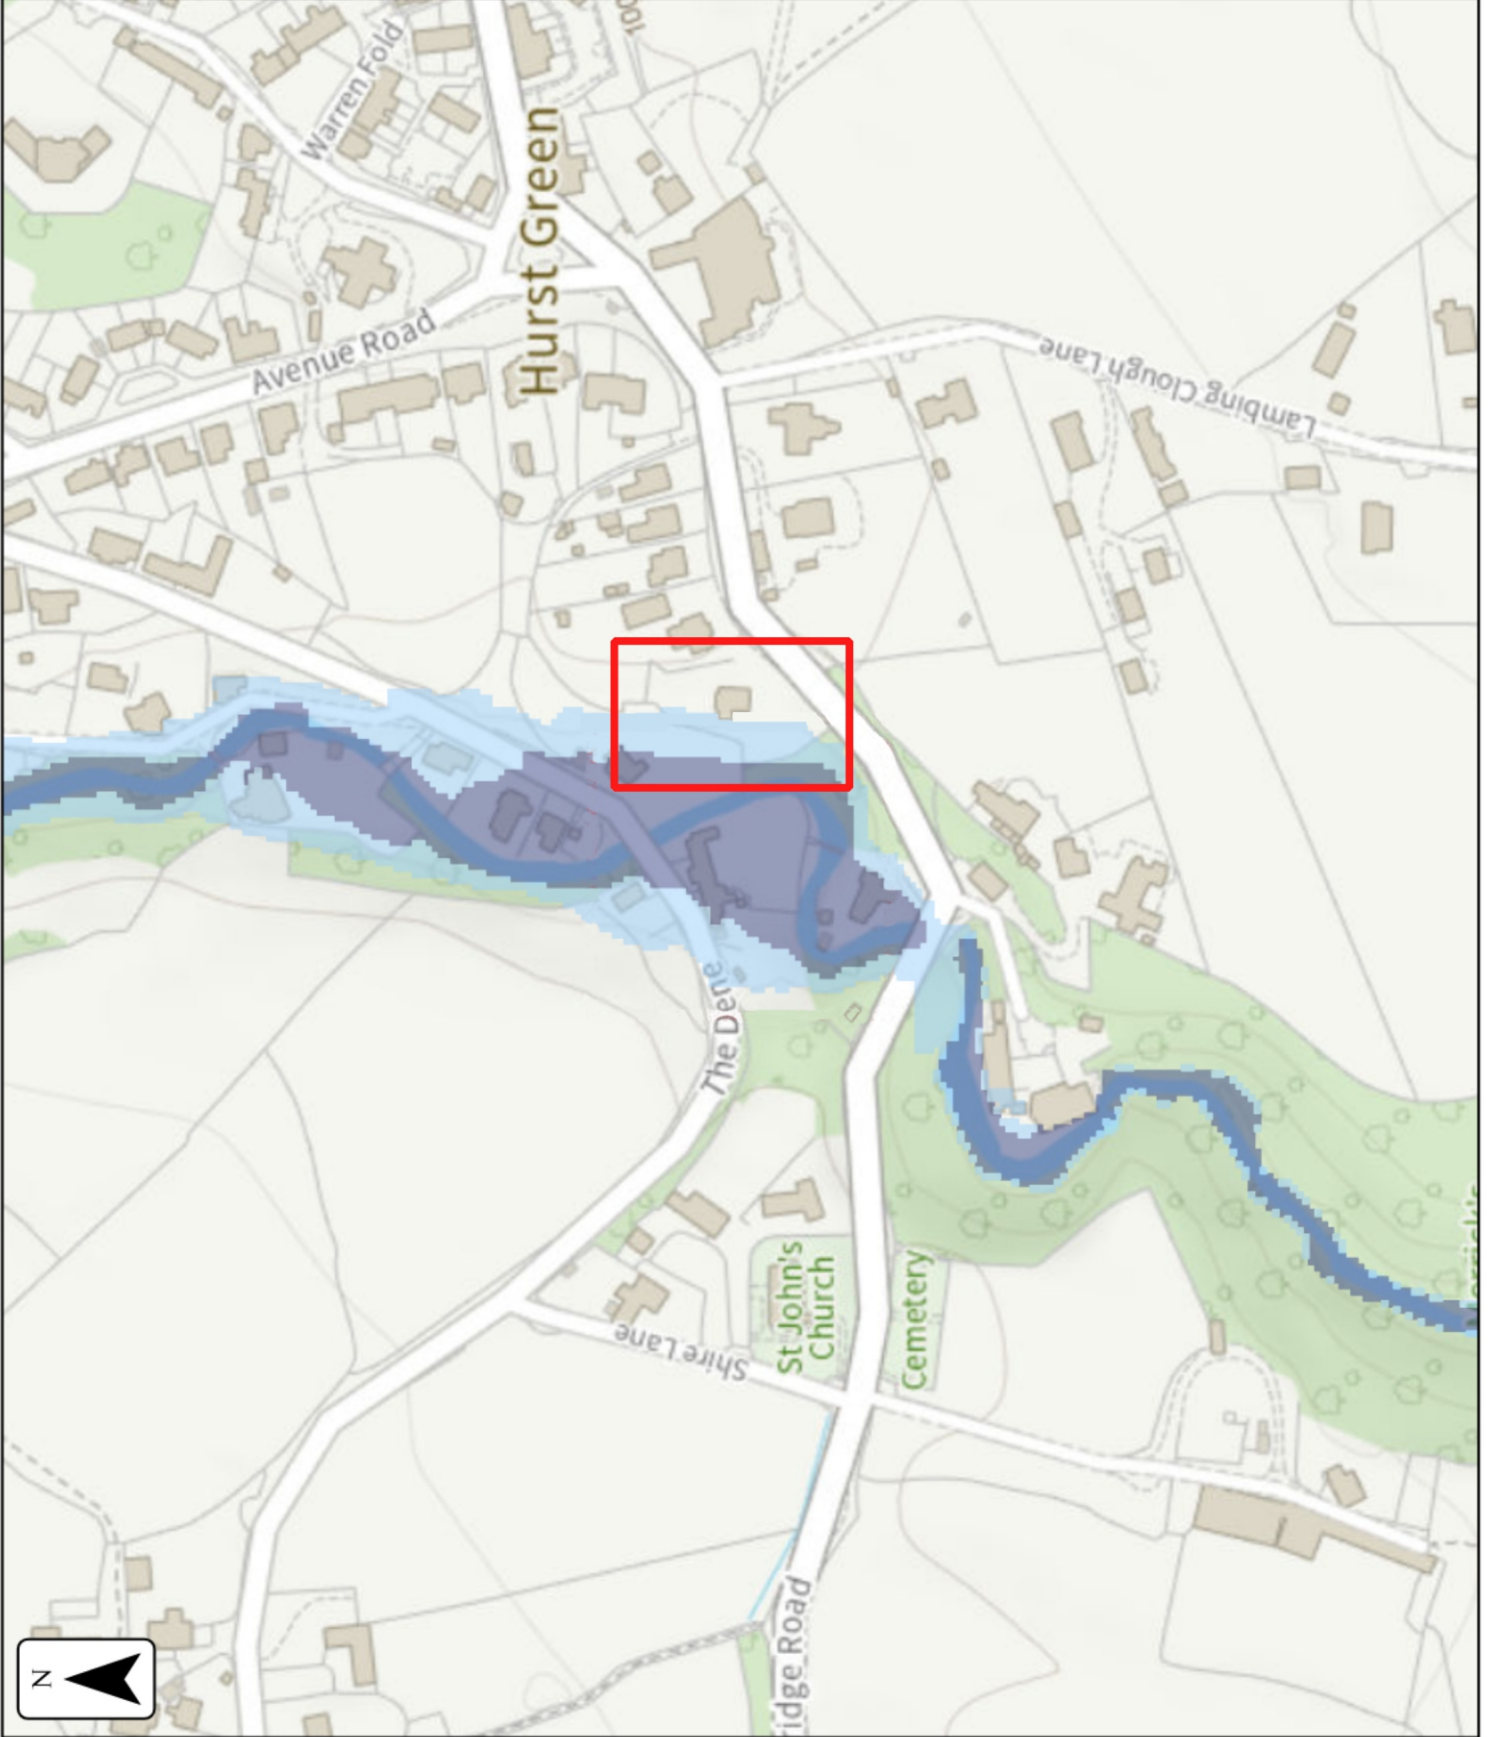 100
Warren Fold
Hurst Green
Avenue Road
Lambing Clough Lane
The Dene
Shire Lane
St John's
Church
Cemetery
ridge Road
N